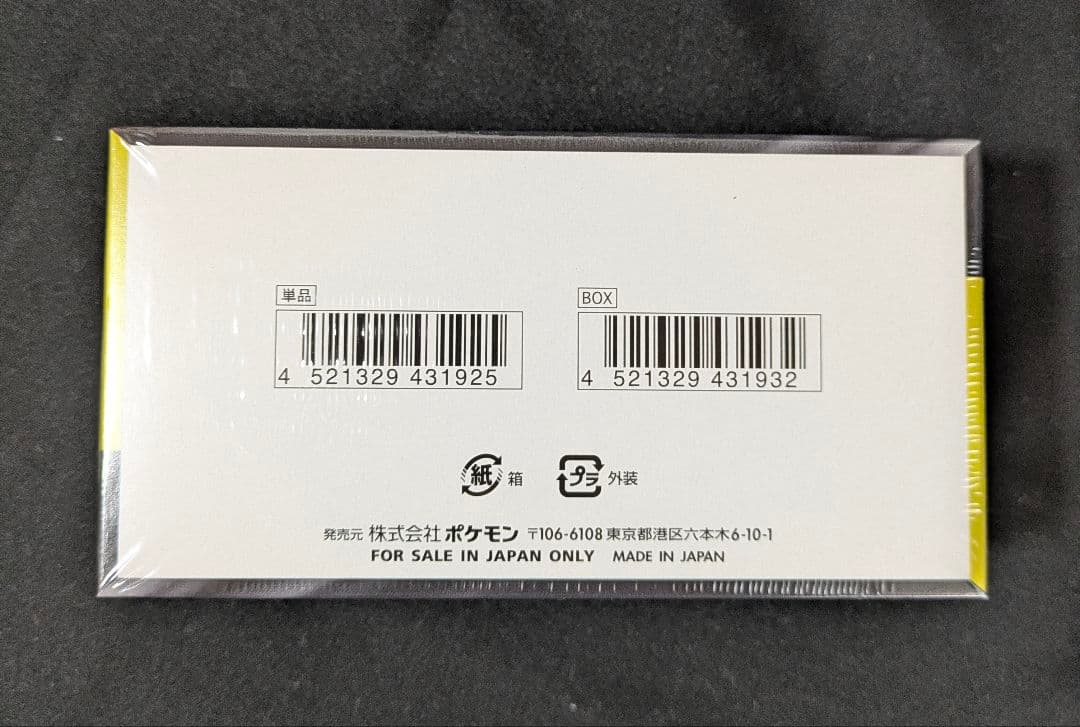 単品
BOX
4 521329 431925
4 521329 431932
紙 箱
プラ 外装
発売元 株式会社ポケモン 〒106-6108 東京都港区六本木6-10-1
FOR SALE IN JAPAN ONLY MADE IN JAPAN